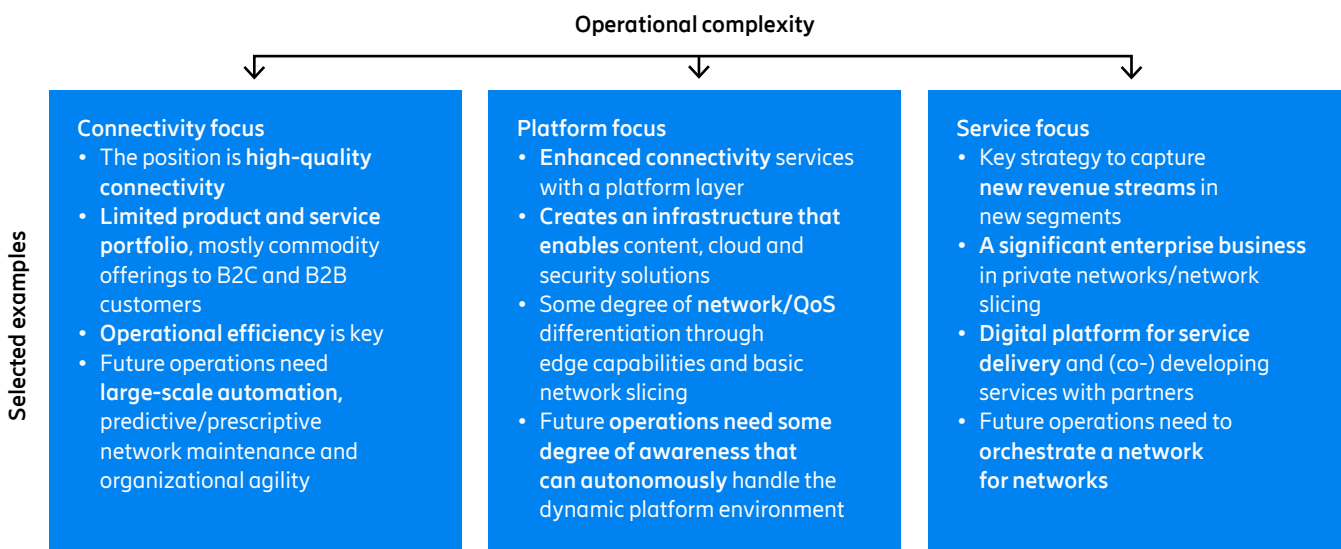 Operational complexity
Selected examples
Connectivity focus
• The position is high-quality
connectivity
• Limited product and service
portfolio, mostly commodity
offerings to B2C and B2B
customers
• Operational efficiency is key
• Future operations need
large-scale automation,
predictive/prescriptive
network maintenance and
organizational agility
Platform focus
• Enhanced connectivity services
with a platform layer
• Creates an infrastructure that
enables content, cloud and
security solutions
• Some degree of network/QoS
differentiation through
edge capabilities and basic
network slicing
• Future operations need some
degree of awareness that
can autonomously handle the
dynamic platform environment
Service focus
• Key strategy to capture
new revenue streams in
new segments
• A significant enterprise business
in private networks/network
slicing
• Digital platform for service
delivery and (co-) developing
services with partners
• Future operations need to
orchestrate a network
for networks